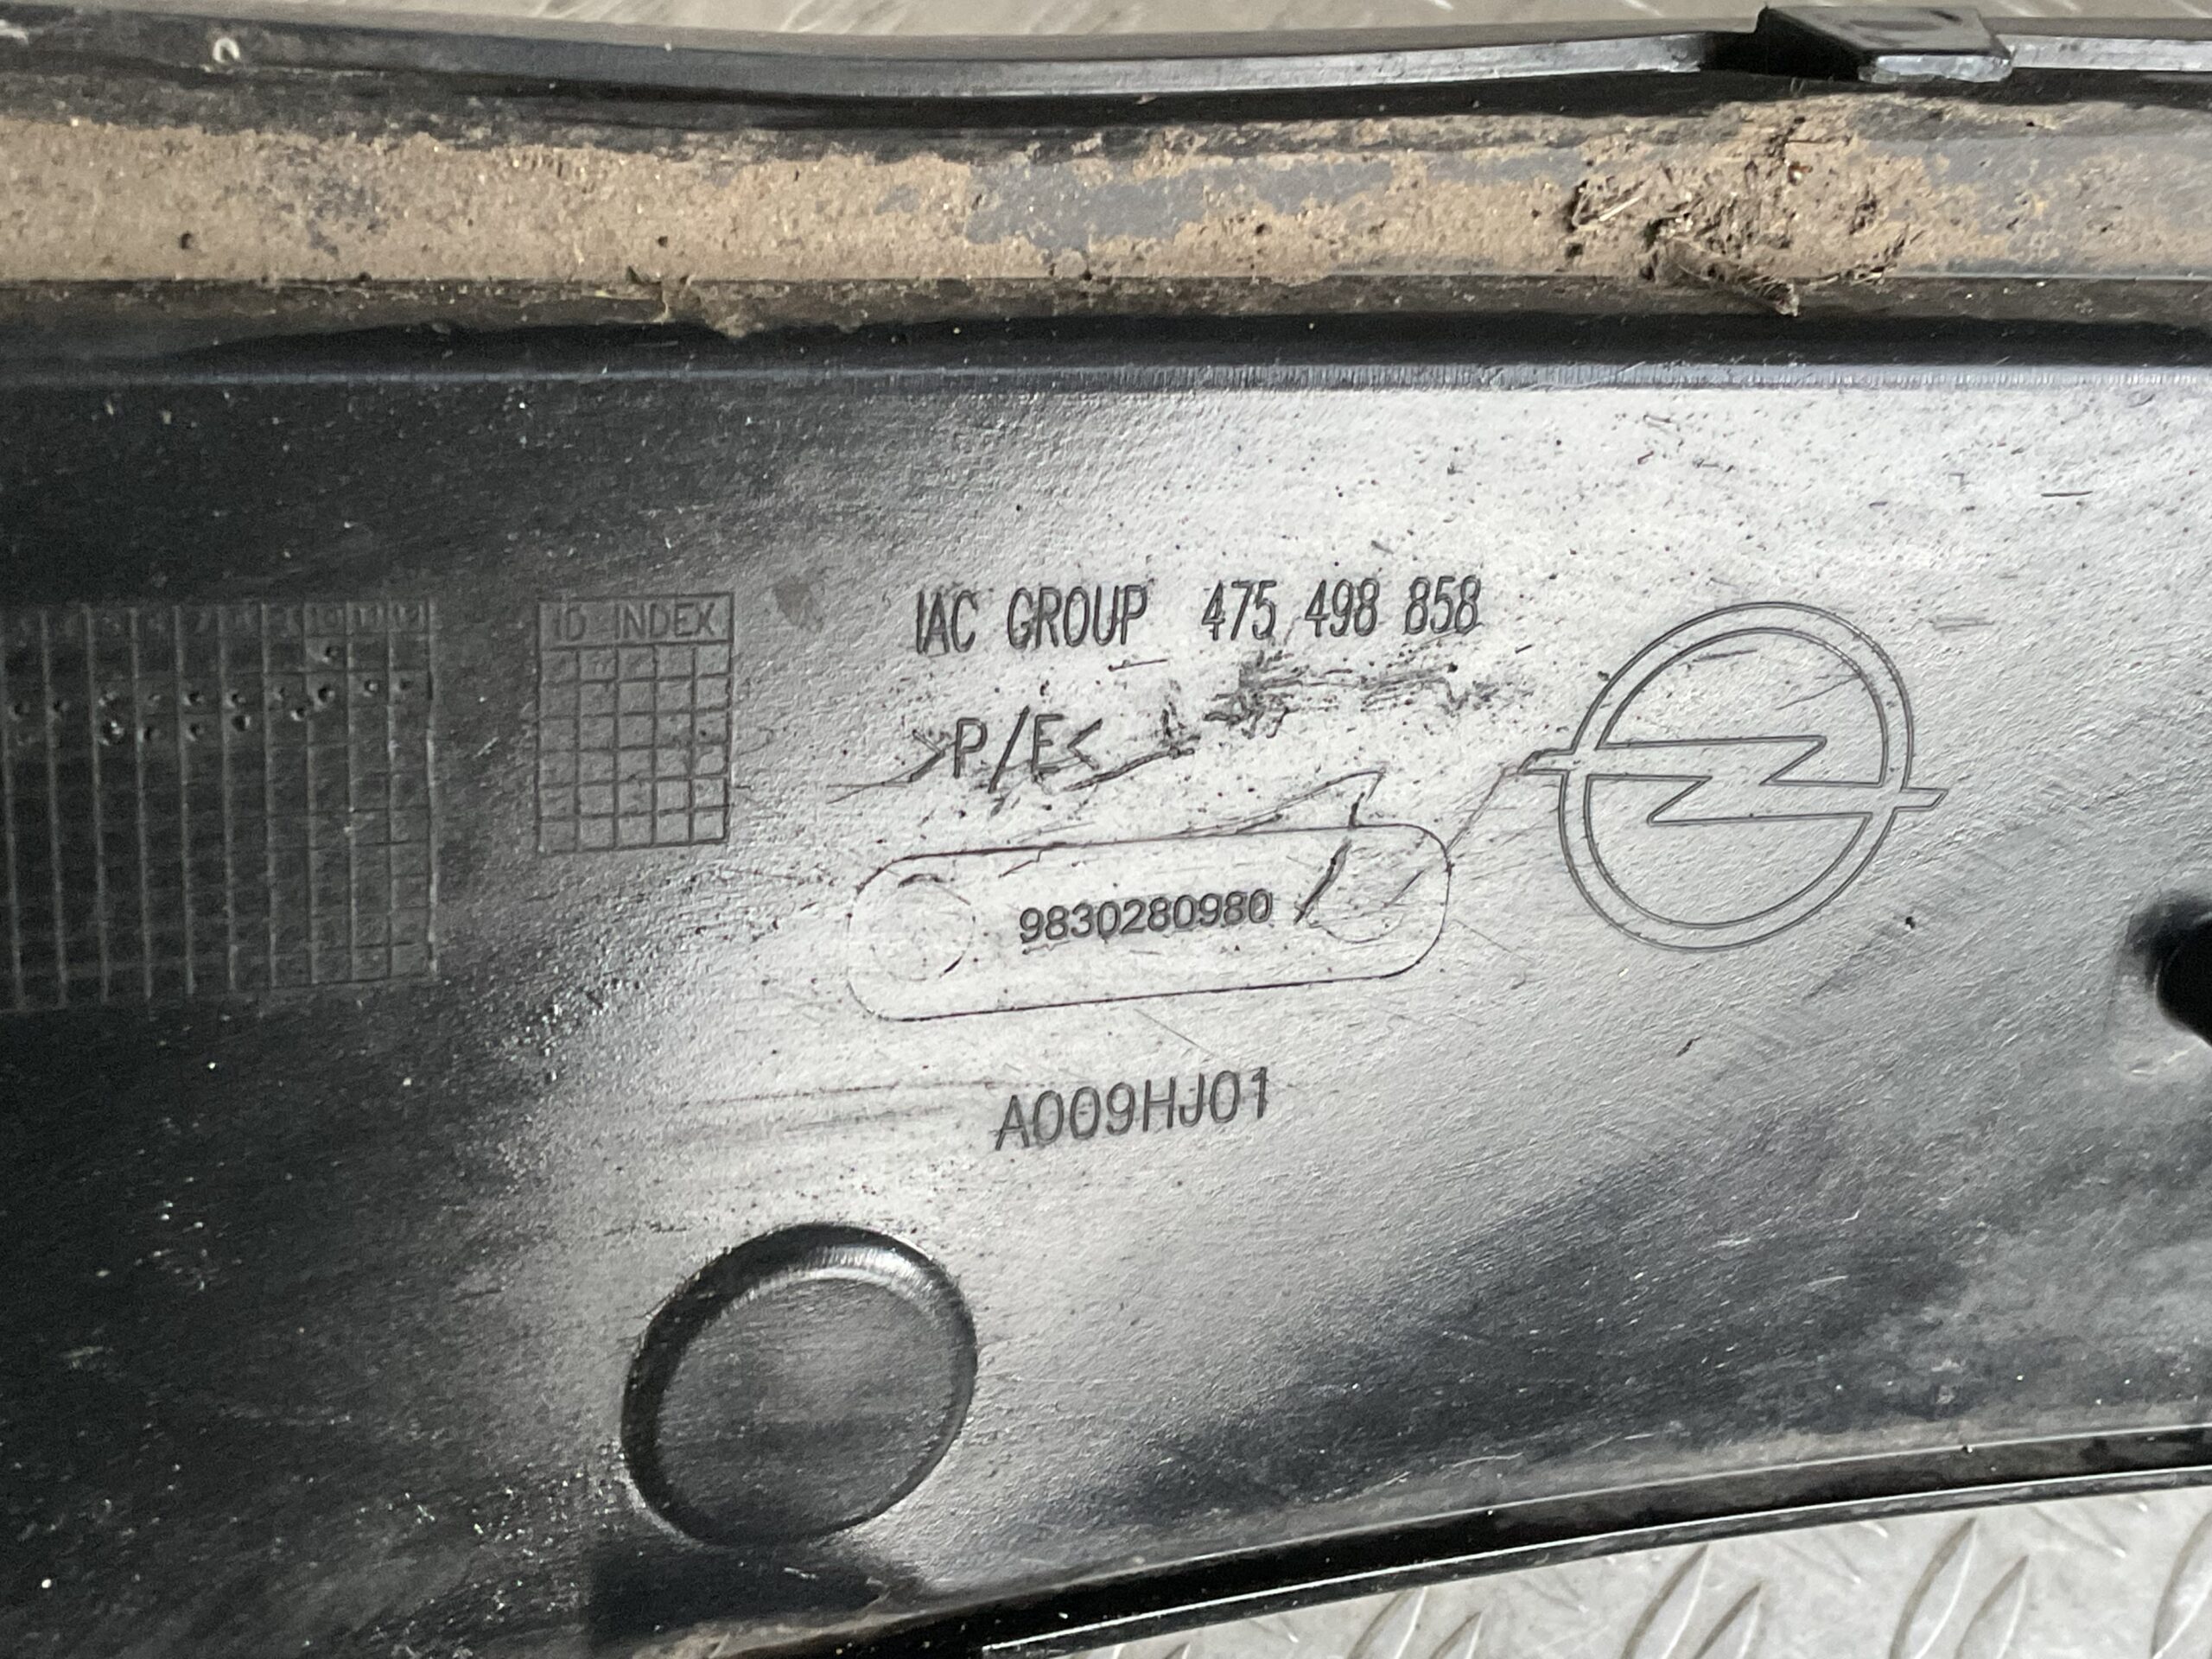 ID INDEX
IAC GROUP 475 498 858
>P/E<
9830280980
A009HJ01